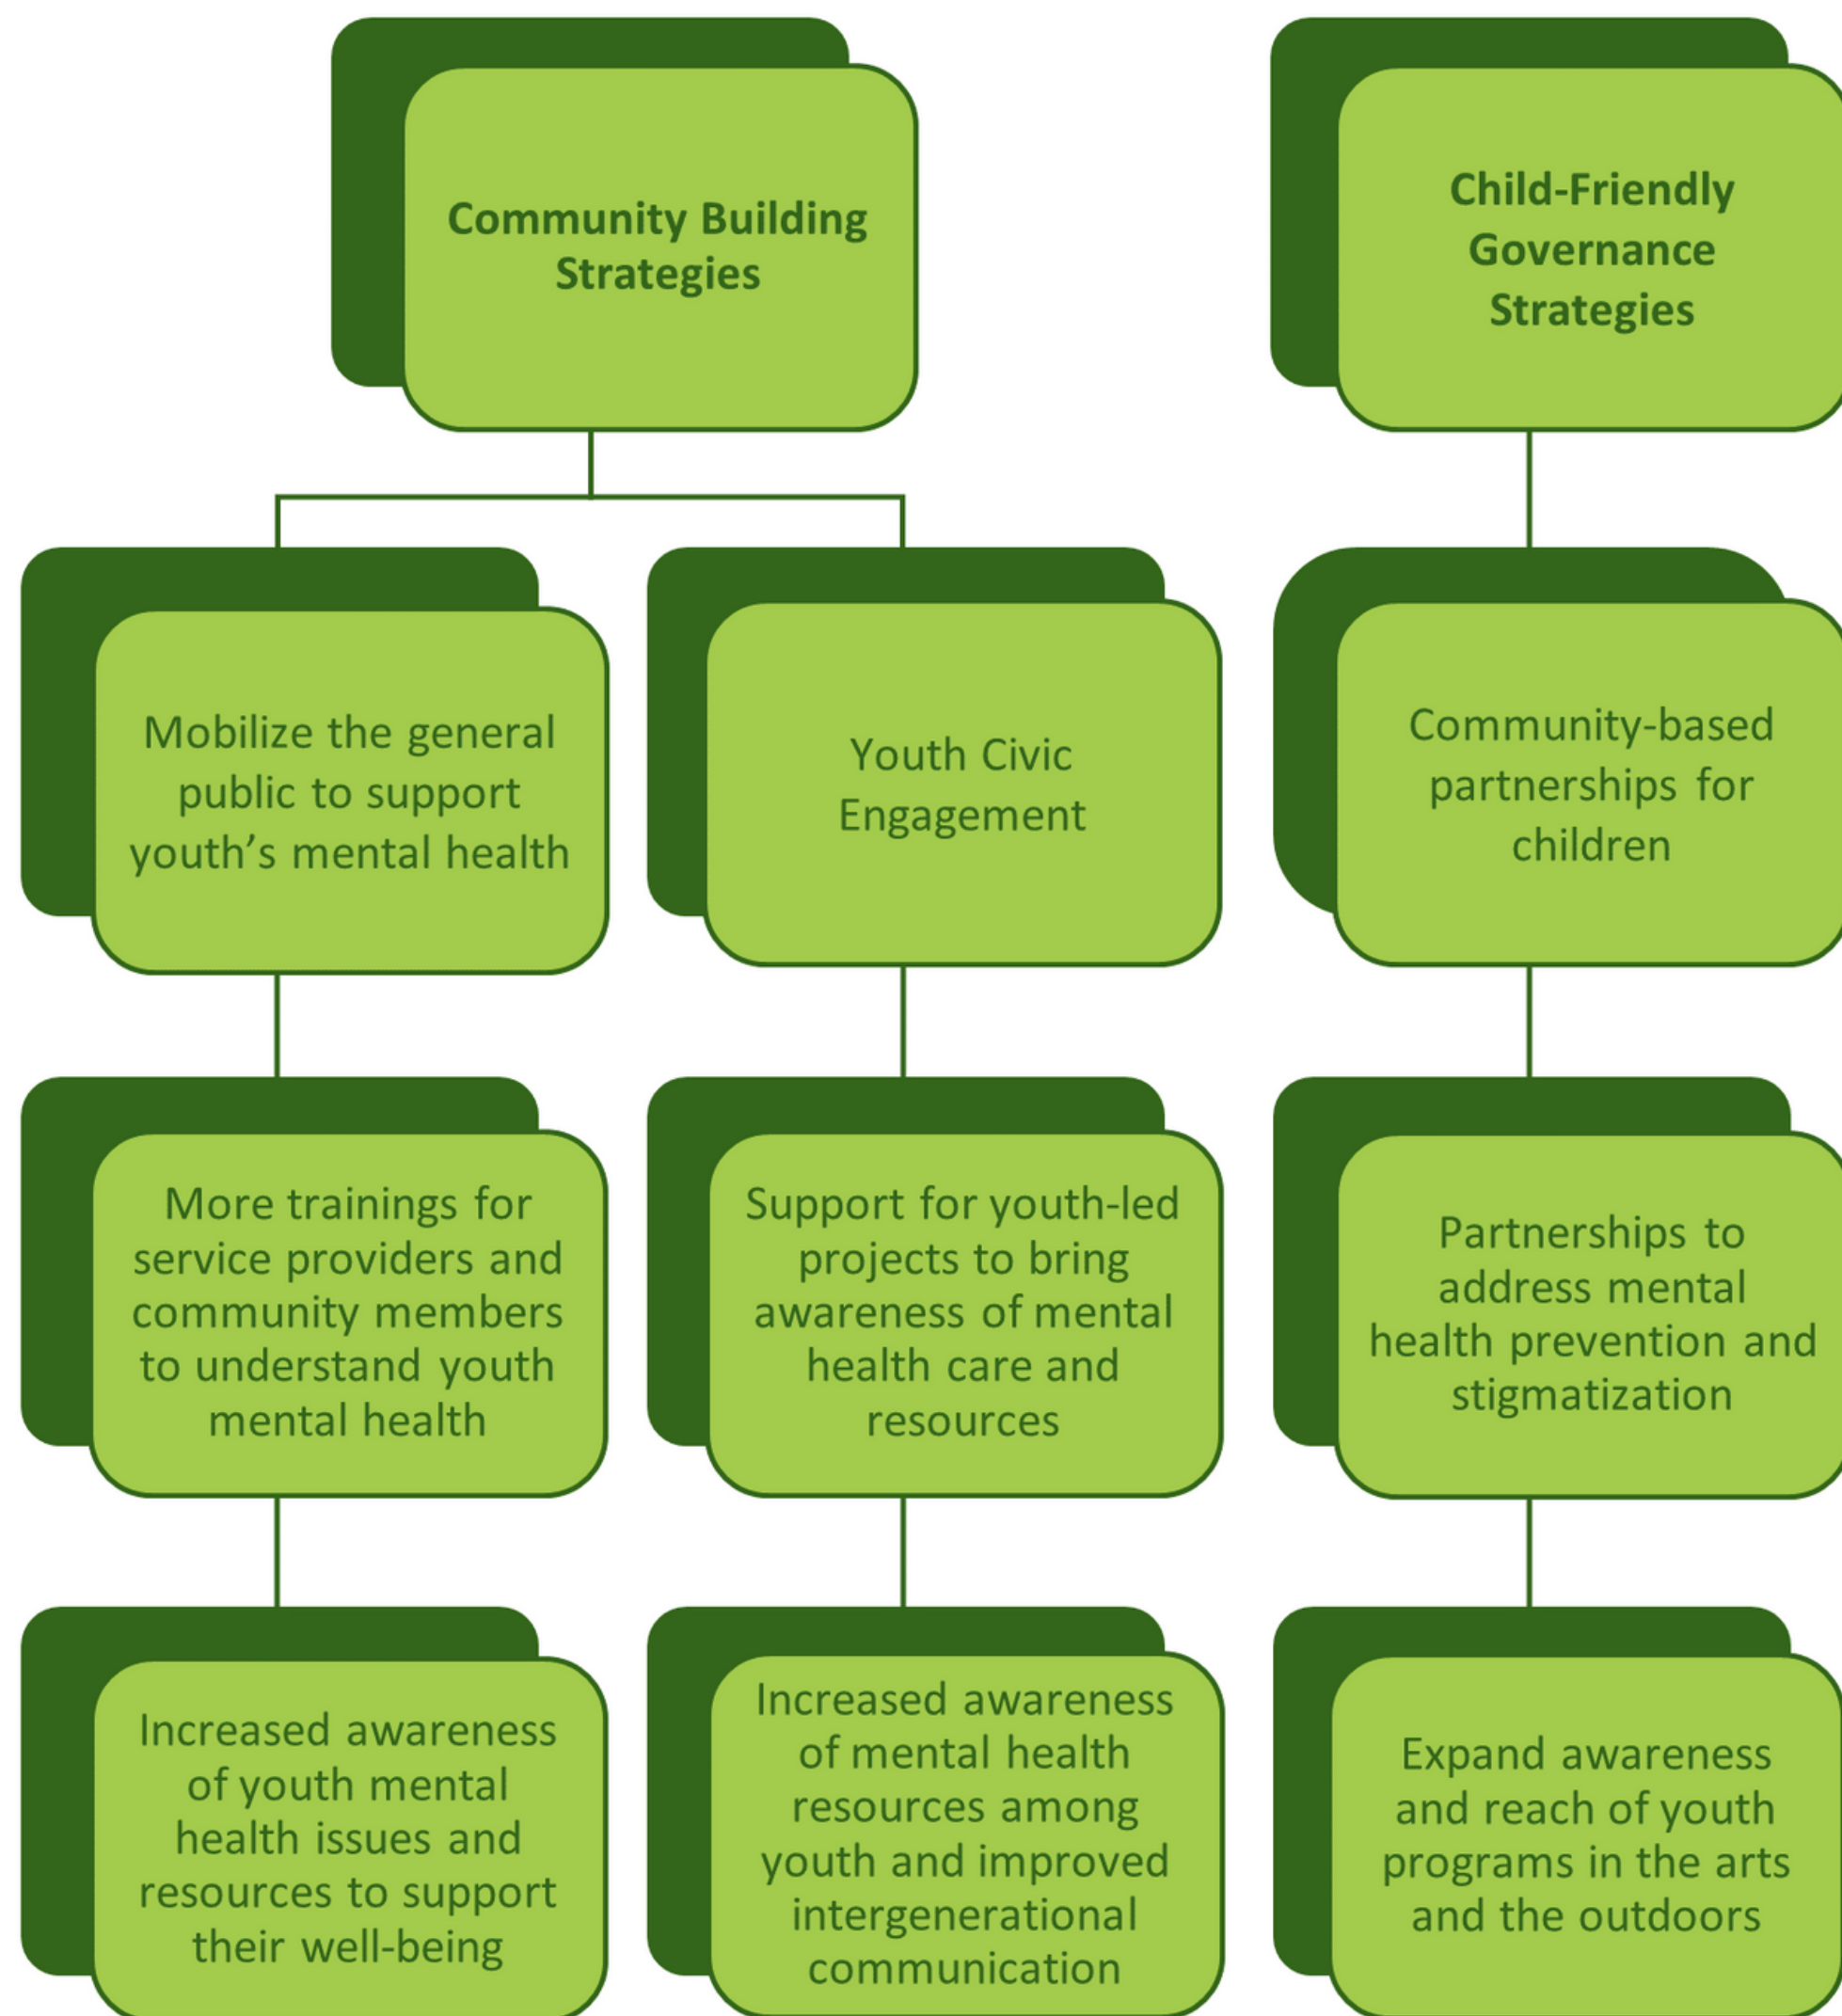 Community Building
Strategies
Child-Friendly
Governance
Strategies
Mobilize the general
public to support
youth’s mental health
Youth Civic
Engagement
Community-based
partnerships for
children
More trainings for
service providers and
community members
to understand youth
mental health
Support for youth-led
projects to bring
awareness of mental
health care and
resources
Partnerships to
address mental
health prevention and
stigmatization
Increased awareness
of youth mental
health issues and
resources to support
their well-being
Increased awareness
of mental health
resources among
youth and improved
intergenerational
communication
Expand awareness
and reach of youth
programs in the arts
and the outdoors